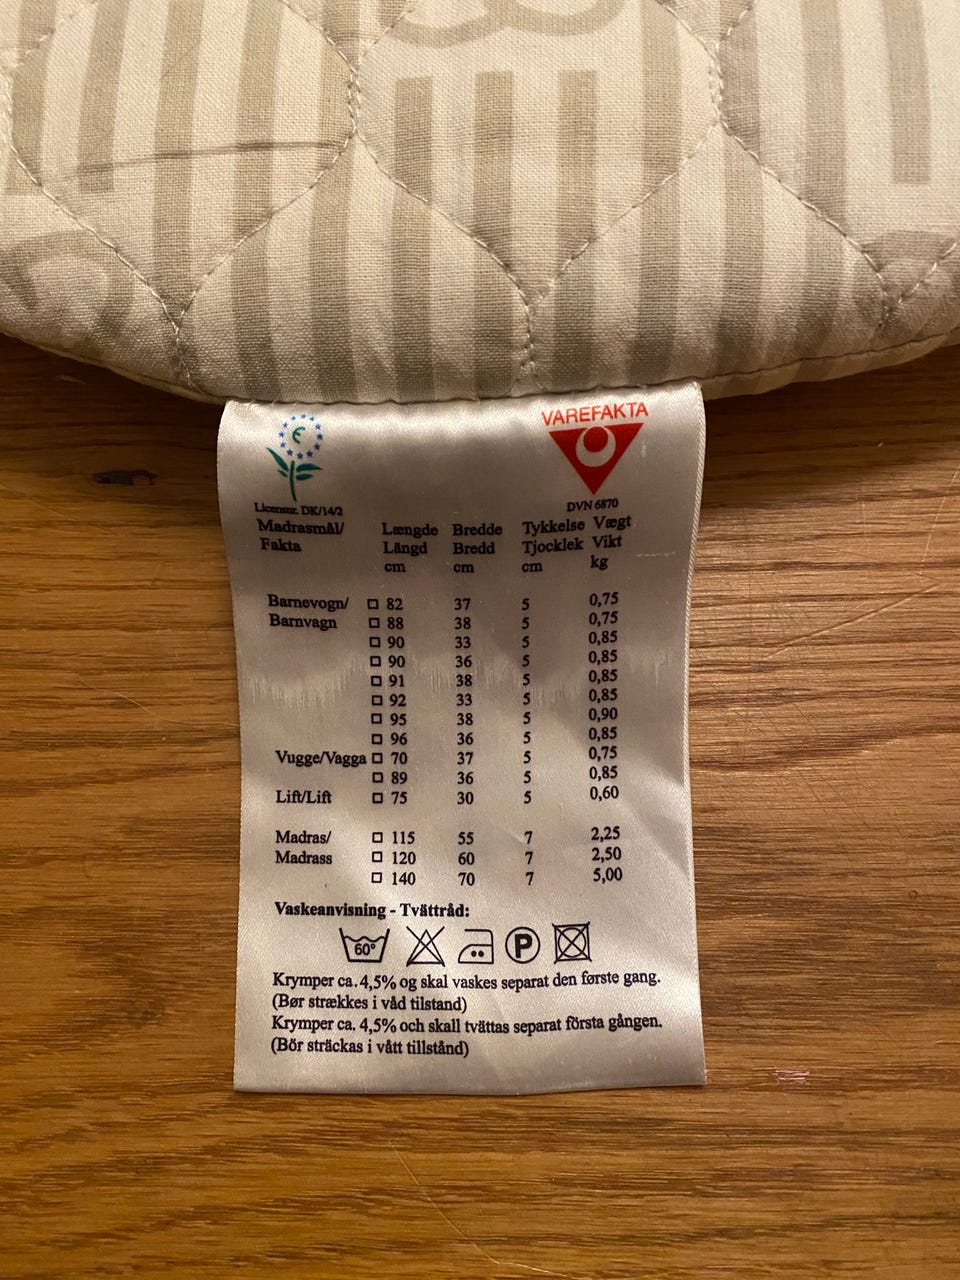 VAREFAKTA
Licensnr. DK/14/2 DVN 6870
Madrasmål/ Længde Bredde Tykkelse Vægt
Fakta Längd Bredd Tjocklek Vikt
cm cm cm kg
Barnevogn/ 82 37 5 0,75
Barnvagn 88 38 5 0,75
90 33 5 0,85
90 36 5 0,85
91 38 5 0,85
92 33 5 0,85
95 38 5 0,90
96 36 5 0,85
Vugge/Vagga 70 37 5 0,75
89 36 5 0,85
Lift/Lift 75 30 5 0,60
Madras/ 115 55 7 2,25
Madrass 120 60 7 2,50
140 70 7 5,00
Vaskeanvisning - Tvättråd:
60° P
Krymper ca. 4,5% og skal vaskes separat den første gang.
(Bør strækkes i våd tilstand)
Krymper ca. 4,5% och skall tvättas separat första gången.
(Bör sträckas i vått tillstånd)